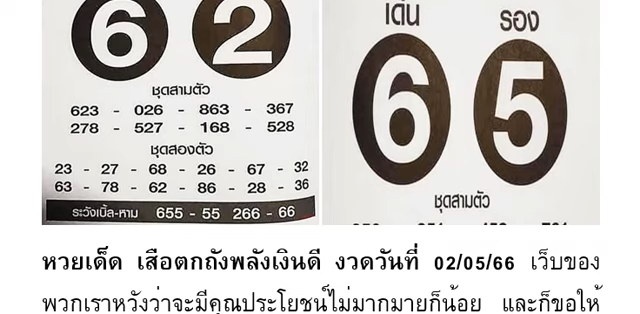 6 2
ชุดสามตัว
623 - 026 - 863 - 367
278 - 527 - 168 - 528
ชุดสองตัว
23 - 27 - 68 - 26 - 67 - 32
63 - 78 - 62 - 86 - 28 - 36
ระวังเบิ้ล-หาม 655 - 55 266 - 66
เด่น รอง
6 5
ชุดสามตัว
หวยเด็ด เสือตกถังพลังเงินดี งวดวันที่ 02/05/66 เว็บของ
พวกเราหวังว่าจะมีคุณประโยชน์ไม่มากมายก็น้อย และก็ขอให้